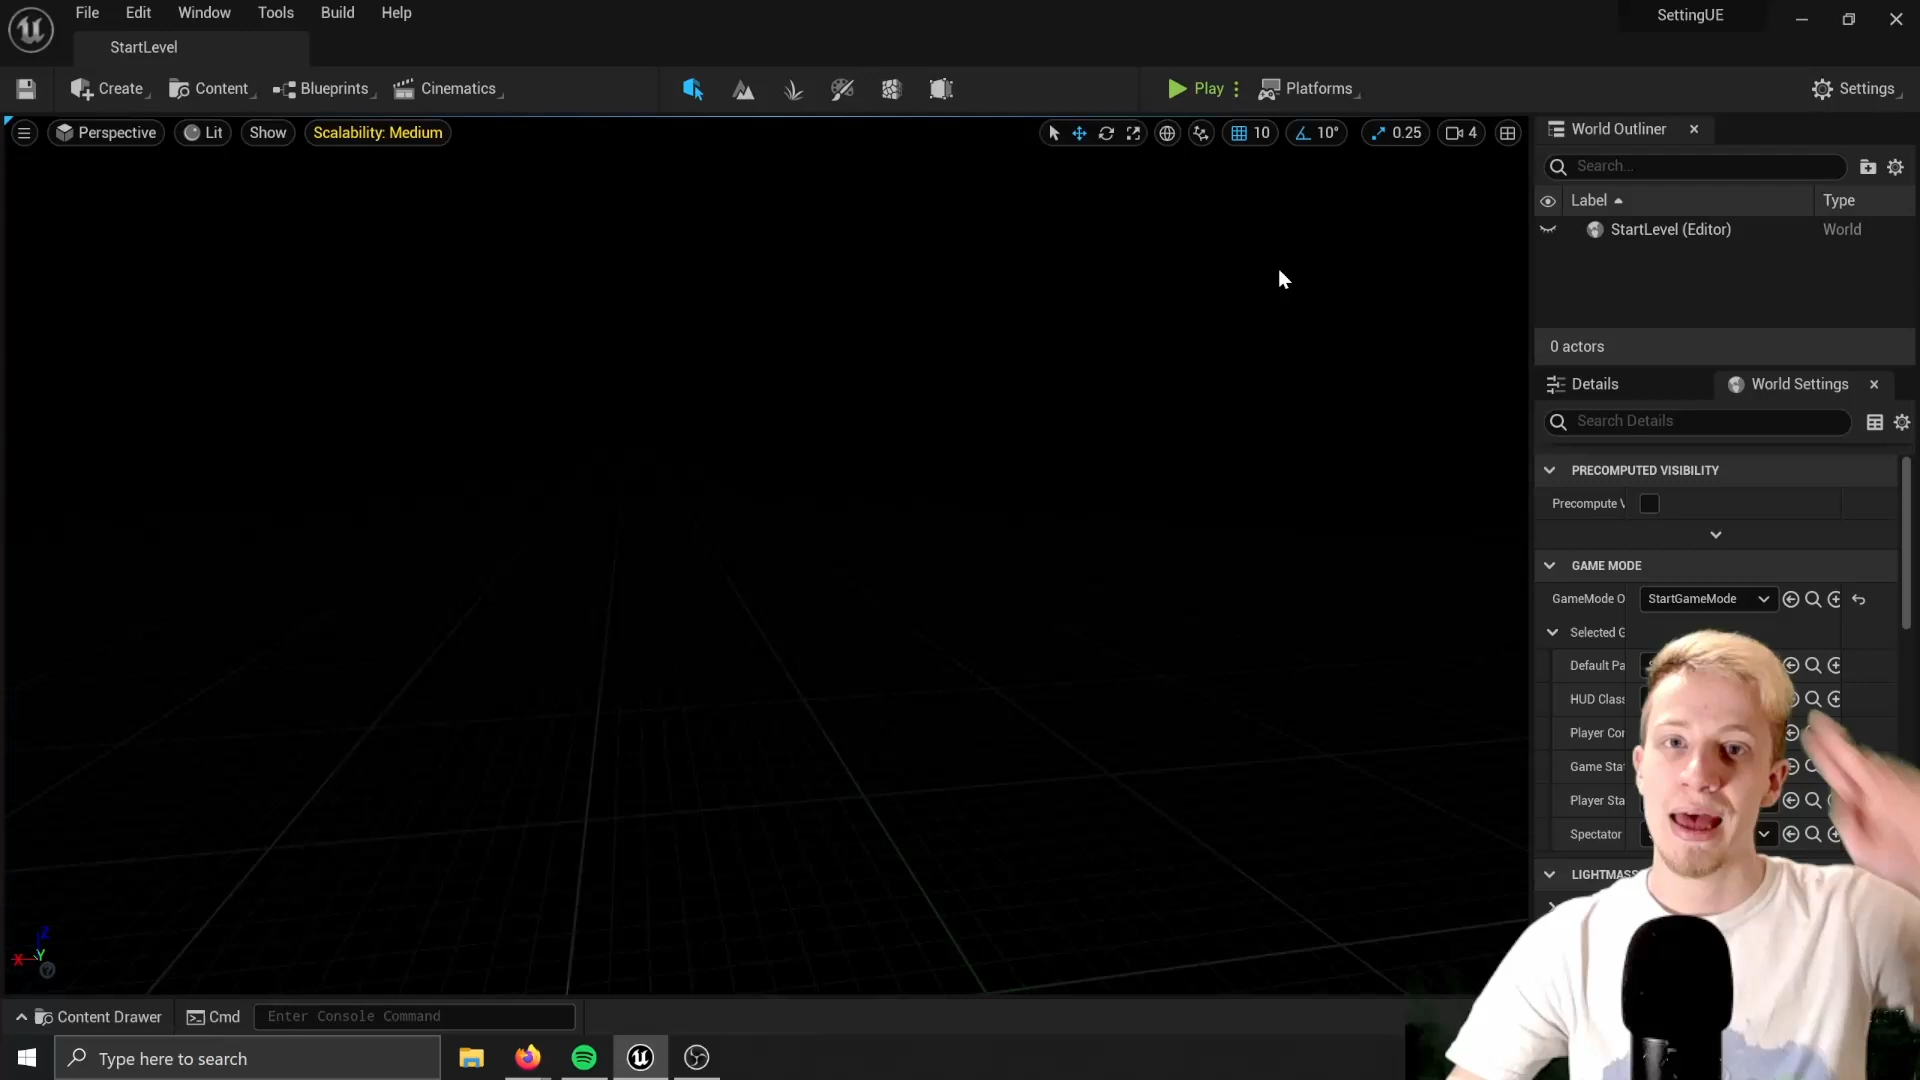 File Edit Window Tools Build Help
SettingUE
StartLevel
Create Content Blueprints Cinematics
Play Platforms
Settings
Perspective Lit Show Scalability: Medium
10 10° 0.25 4
World Outliner
Search...
Label Type
StartLevel (Editor) World
0 actors
Details World Settings
Search Details
PRECOMPUTED VISIBILITY
Precompute V
GAME MODE
GameMode O StartGameMode
Selected G
Default Pa
HUD Class
Player Con
Game Sta
Player Sta
Spectator
LIGHTMASS
Z
X Y
Content Drawer Cmd Enter Console Command
Type here to search